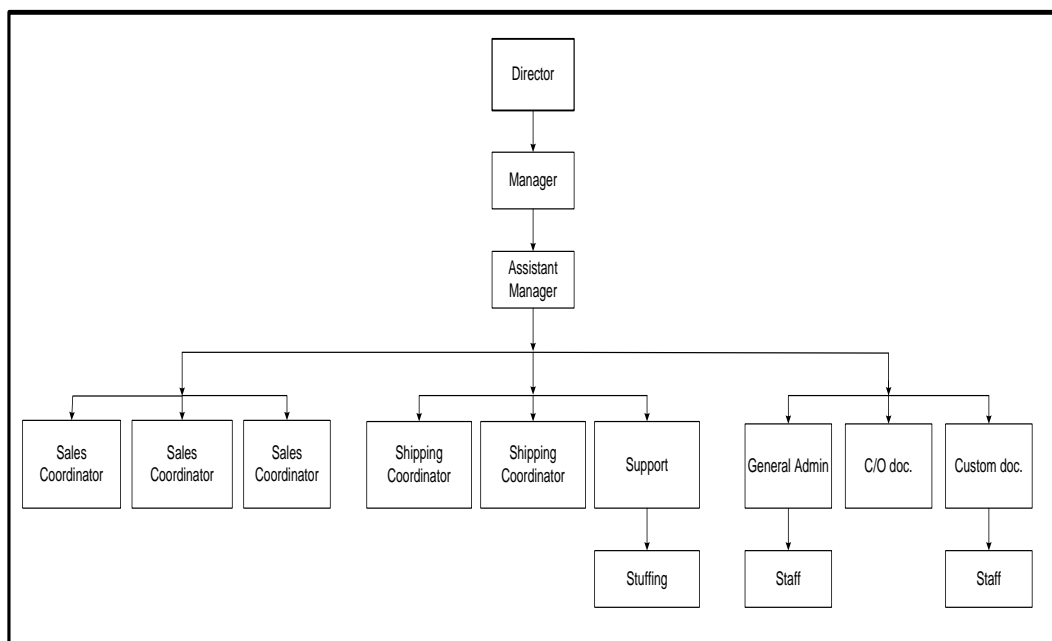 Director
Manager
Assistant
Manager
Sales
Coordinator
Sales
Coordinator
Sales
Coordinator
Shipping
Coordinator
Shipping
Coordinator
Support
General Admin
C/O doc.
Custom doc.
Stuffing
Staff
Staff